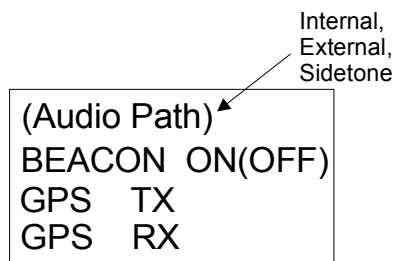 Internal,
External,
Sidetone
(Audio Path)
BEACON ON(OFF)
GPS TX
GPS RX